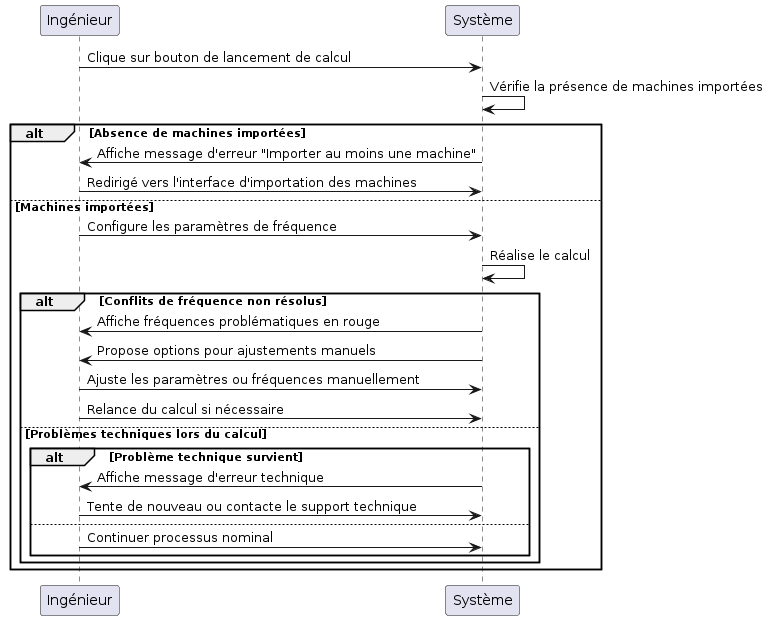 Ingénieur
Système
Clique sur bouton de lancement de calcul
Vérifie la présence de machines importées
alt
[Absence de machines importées]
Affiche message d'erreur "Importer au moins une machine"
Redirigé vers l'interface d'importation des machines
[Machines importées]
Configure les paramètres de fréquence
Réalise le calcul
alt
[Conflits de fréquence non résolus]
Affiche fréquences problématiques en rouge
Propose options pour ajustements manuels
Ajuste les paramètres ou fréquences manuellement
Relance du calcul si nécessaire
[Problèmes techniques lors du calcul]
alt
[Problème technique survient]
Affiche message d'erreur technique
Tente de nouveau ou contacte le support technique
Continuer processus nominal
Ingénieur
Système